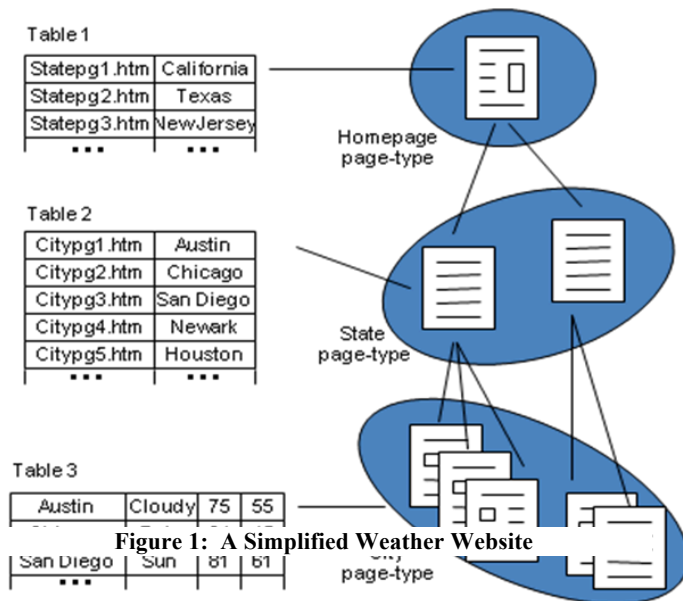 Table 1
Statepg1.htm California
Statepg2.htm Texas
Statepg3.htm NewJersey
... ...
Homepage
page-type
Table 2
Citypg1.htm Austin
Citypg2.htm Chicago
Citypg3.htm San Diego
Citypg4.htm Newark
Citypg5.htm Houston
... ...
State
page-type
Table 3
Austin Cloudy 75 55
Figure 1: A Simplified Weather Website
San Diego Sun 81 61
...
page-type